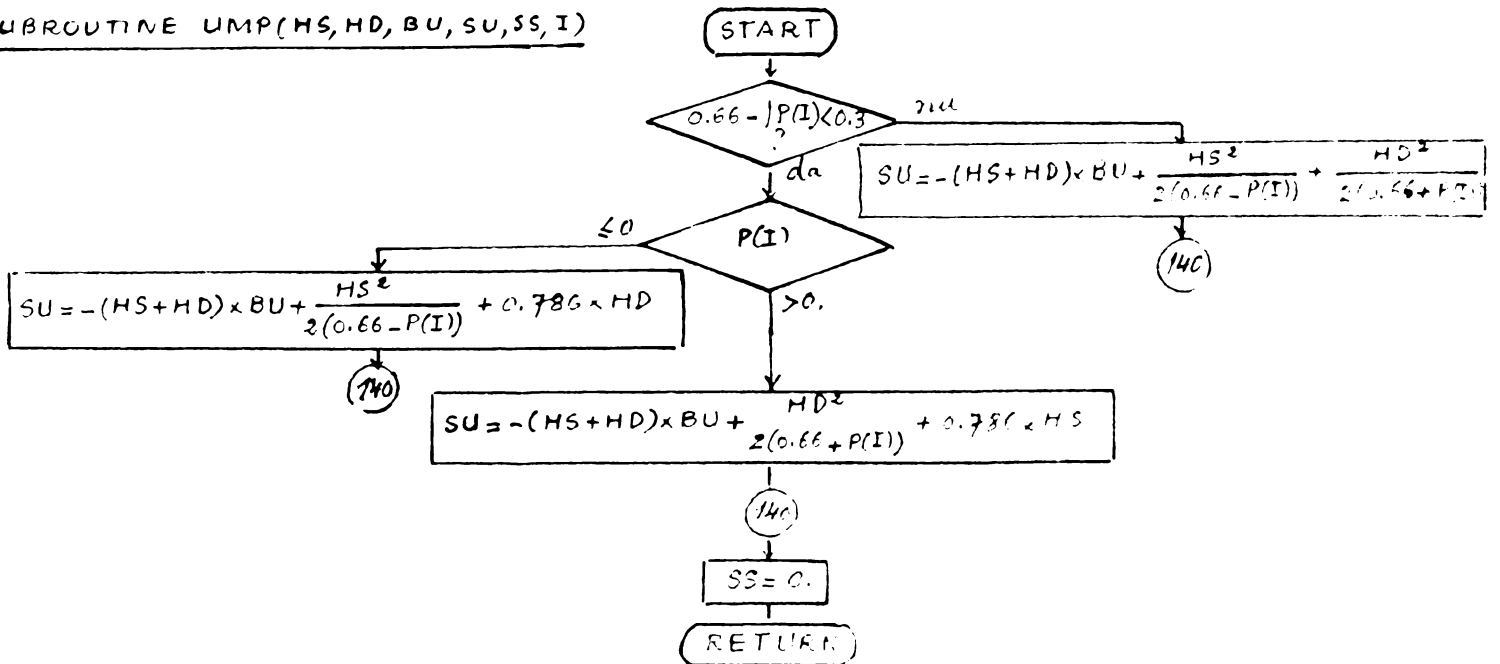 UBROUTINE UMP(HS, HD, BU, SU, SS, I)
START
0.66-|P(I)<0.3
?
nu
da
SU=-(HS+HD)×BU+ HS² / 2(0.66-P(I)) + HD² / 2(0.66+P(I))
140
P(I)
≤0
>0.
SU=-(HS+HD)×BU+ HS² / 2(0.66-P(I)) + 0.786×HD
140
SU=-(HS+HD)×BU+ HD² / 2(0.66+P(I)) + 0.786×HS
140
SS=0.
RETURN